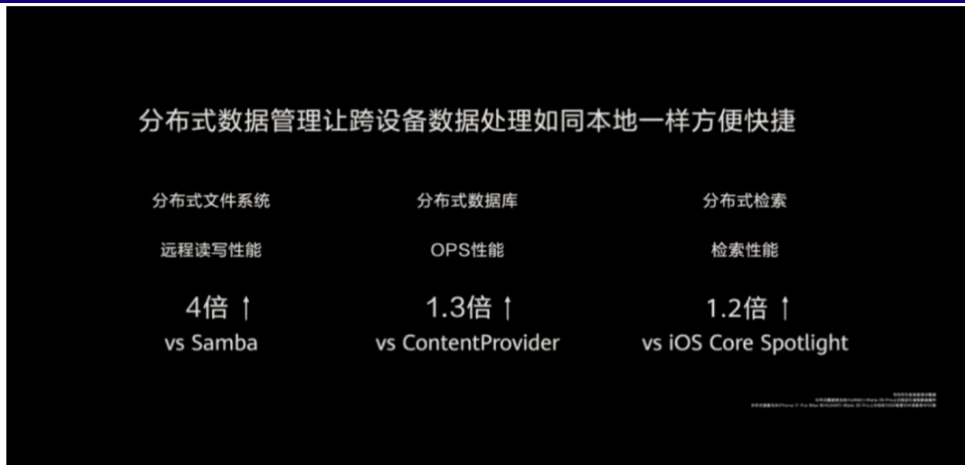 分布式数据管理让跨设备数据处理如同本地一样方便快捷
分布式文件系统
分布式数据库
分布式检索
远程读写性能
OPS性能
检索性能
4倍 ↑
1.3倍 ↑
1.2倍 ↑
vs Samba
vs ContentProvider
vs iOS Core Spotlight